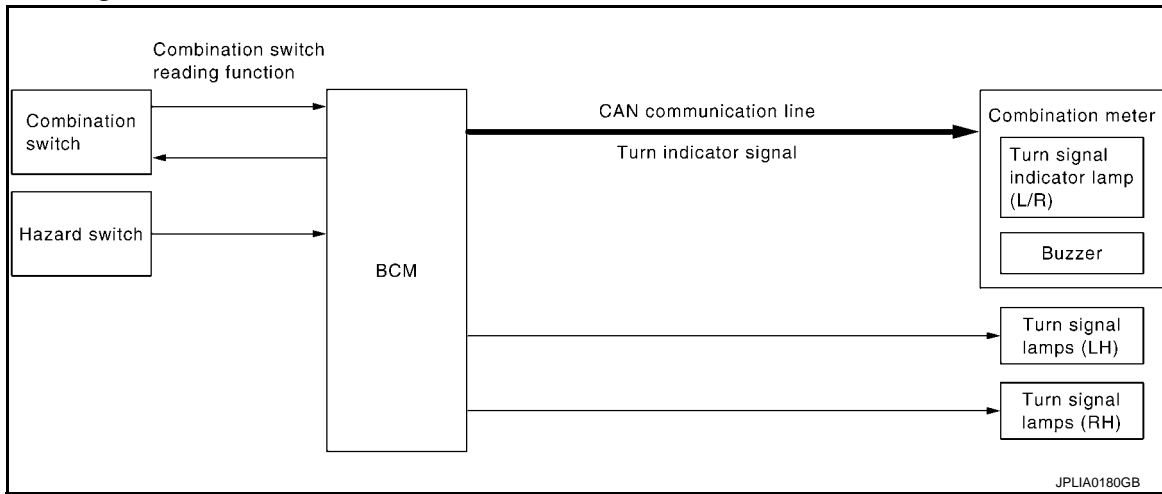 Combination switch
reading function
Combination
switch
Hazard switch
BCM
CAN communication line
Turn indicator signal
Combination meter
Turn signal
indicator lamp
(L/R)
Buzzer
Turn signal
lamps (LH)
Turn signal
lamps (RH)
JPLIA0180GB